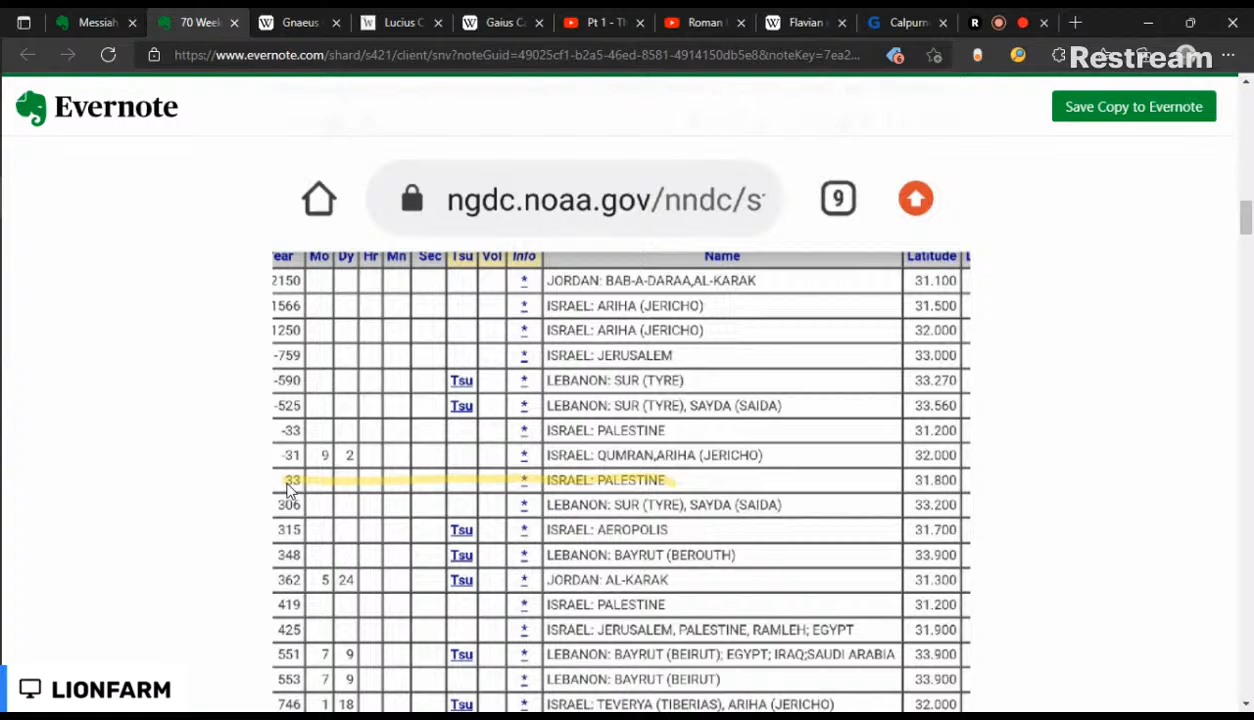 Messiah
70 Week
Gnaeus
Lucius C
Gaius Ca
Pt 1 - Th
Roman I
Flavian a
Calpurne
https://www.evernote.com/shard/s421/client/snv?noteGuid=49025cf1-b2a5-46ed-8581-4914150db5e8&noteKey=7ea2...
Restream
Evernote
Save Copy to Evernote
ngdc.noaa.gov/nndc/s
9
ear Mo Dy Hr Mn Sec Tsu Vol Info Name Latitude L
2150 * JORDAN: BAB-A-DARAA,AL-KARAK 31.100
1566 * ISRAEL: ARIHA (JERICHO) 31.500
1250 * ISRAEL: ARIHA (JERICHO) 32.000
-759 * ISRAEL: JERUSALEM 33.000
-590 Tsu * LEBANON: SUR (TYRE) 33.270
-525 Tsu * LEBANON: SUR (TYRE), SAYDA (SAIDA) 33.560
-33 * ISRAEL: PALESTINE 31.200
-31 9 2 * ISRAEL: QUMRAN,ARIHA (JERICHO) 32.000
33 * ISRAEL: PALESTINE 31.800
306 * LEBANON: SUR (TYRE), SAYDA (SAIDA) 33.200
315 Tsu * ISRAEL: AEROPOLIS 31.700
348 Tsu * LEBANON: BAYRUT (BEROUTH) 33.900
362 5 24 Tsu * JORDAN: AL-KARAK 31.300
419 * ISRAEL: PALESTINE 31.200
425 * ISRAEL: JERUSALEM, PALESTINE, RAMLEH; EGYPT 31.900
551 7 9 Tsu * LEBANON: BAYRUT (BEIRUT); EGYPT; IRAQ;SAUDI ARABIA 33.900
553 7 9 * LEBANON: BAYRUT (BEIRUT) 33.900
746 1 18 Tsu * ISRAEL: TEVERYA (TIBERIAS), ARIHA (JERICHO) 32.000
LIONFARM